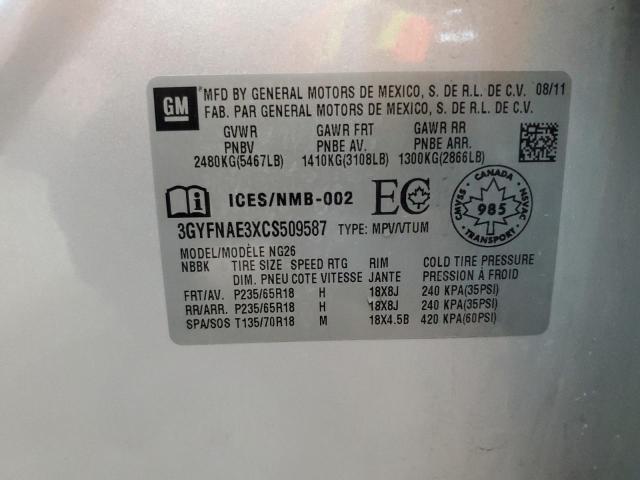 GM
*MFD BY GENERAL MOTORS DE MEXICO, S. DE R.L. DE C.V. 08/11
FAB. PAR GENERAL MOTORS DE MEXICO, S. DE R.L. DE C.V.
GVWR GAWR FRT GAWR RR
PNBV PNBE AV. PNBE ARR.
2480KG(5467LB) 1410KG(3108LB) 1300KG(2866LB)
ICES/NMB-002 EC
CANADA
CMVSS NSVAC
985
3GYFNAE3XCS509587 TYPE: MPV/VTUM
MODEL/MODÈLE NG26
NBBK TIRE SIZE SPEED RTG RIM COLD TIRE PRESSURE
DIM. PNEU COTE VITESSE JANTE PRESSION À FROID
FRT/AV. P235/65R18 H 18X8J 240 KPA(35PSI)
RR/ARR. P235/65R18 H 18X8J 240 KPA(35PSI)
SPA/SOS T135/70R18 M 18X4.5B 420 KPA(60PSI)